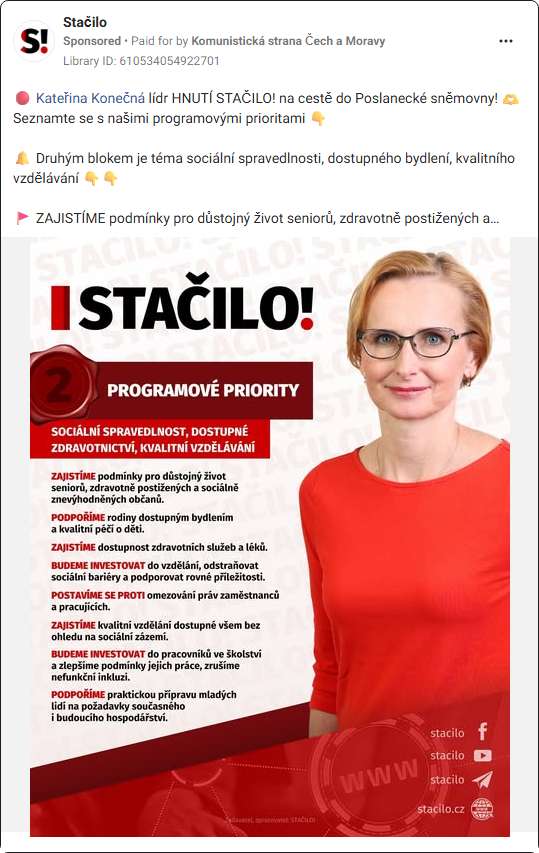 Stačilo
Sponsored • Paid for by Komunistická strana Čech a Moravy
Library ID: 610534054922701
S!
🔴 Kateřina Konečná lídr HNUTÍ STAČILO! na cestě do Poslanecké sněmovny! 🫶
Seznamte se s našimi programovými prioritami 👇
🔔 Druhým blokem je téma sociální spravedlnosti, dostupného bydlení, kvalitního
vzdělávání 👇👇
🚩 ZAJISTÍME podmínky pro důstojný život seniorů, zdravotně postižených a...
STAČILO!
2
PROGRAMOVÉ PRIORITY
SOCIÁLNÍ SPRAVEDLNOST, DOSTUPNÉ
ZDRAVOTNICTVÍ, KVALITNÍ VZDĚLÁVÁNÍ
ZAJISTÍME podmínky pro důstojný život
seniorů, zdravotně postižených a sociálně
znevýhodněných občanů.
PODPOŘÍME rodiny dostupným bydlením
a kvalitní péčí o děti.
ZAJISTÍME dostupnost zdravotních služeb a léků.
BUDEME INVESTOVAT do vzdělání, odstraňovat
sociální bariéry a podporovat rovné příležitosti.
POSTAVÍME SE PROTI omezování práv zaměstnanců
a pracujících.
ZAJISTÍME kvalitní vzdělání dostupné všem bez
ohledu na sociální zázemí.
BUDEME INVESTOVAT do pracovníků ve školství
a zlepšíme podmínky jejich práce, zrušíme
nefunkční inkluzi.
PODPOŘÍME praktickou přípravu mladých
lidí na požadavky současného
i budoucího hospodářství.
stacilo
stacilo
stacilo
stacilo.cz
WWW
Zadavatel, zpracovatel: STAČILO!